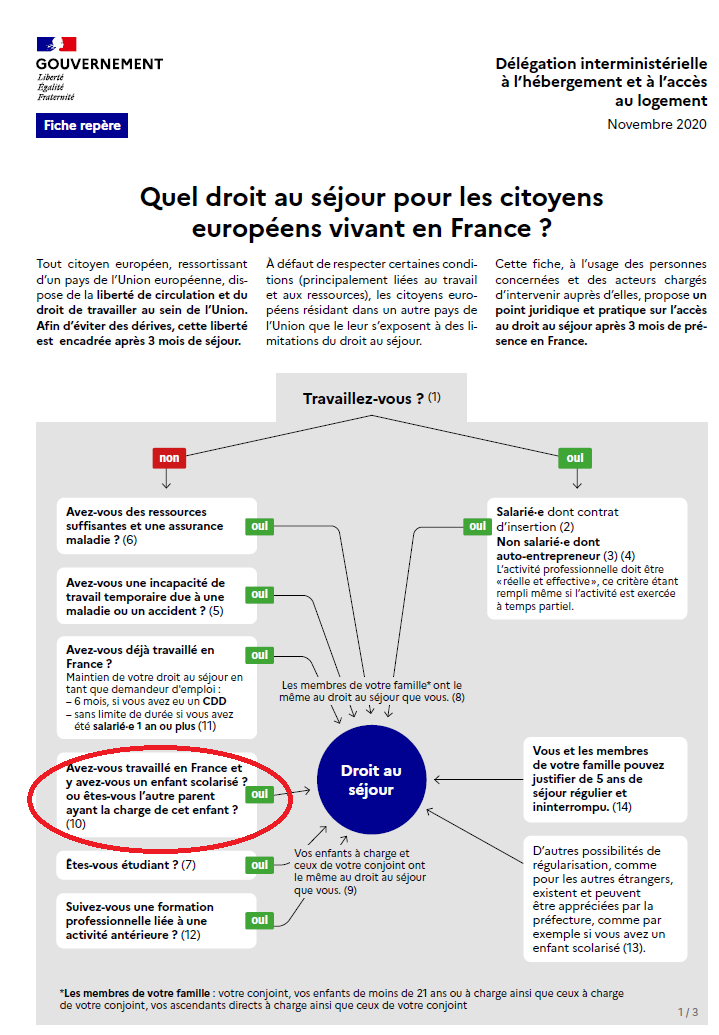 GOUVERNEMENT
Liberté
Égalité
Fraternité
Fiche repère
Délégation interministérielle
à l'hébergement et à l'accès
au logement
Novembre 2020
Quel droit au séjour pour les citoyens
européens vivant en France ?
Tout citoyen européen, ressortissant
d'un pays de l'Union européenne, dis-
pose de la liberté de circulation et du
droit de travailler au sein de l'Union.
Afin d'éviter des dérives, cette liberté
est encadrée après 3 mois de séjour.
À défaut de respecter certaines condi-
tions (principalement liées au travail
et aux ressources), les citoyens euro-
péens résidant dans un autre pays de
l'Union que le leur s'exposent à des li-
mitations du droit au séjour.
Cette fiche, à l'usage des personnes
concernées et des acteurs chargés
d'intervenir auprès d'elles, propose un
point juridique et pratique sur l'accès
au droit au séjour après 3 mois de pré-
sence en France.
Travaillez-vous ? (1)
non
oui
Avez-vous des ressources
suffisantes et une assurance
maladie ? (6)
oui
Avez-vous une incapacité de
travail temporaire due à une
maladie ou un accident ? (5)
oui
Avez-vous déjà travaillé en
France ?
Maintien de votre droit au séjour en
tant que demandeur d'emploi :
– 6 mois, si vous avez eu un CDD
– sans limite de durée si vous avez
été salarié·e 1 an ou plus (11)
oui
Avez-vous travaillé en France et
y avez-vous un enfant scolarisé ?
ou êtes-vous l'autre parent
ayant la charge de cet enfant ?
(10)
oui
Êtes-vous étudiant ? (7)
oui
Suivez-vous une formation
professionnelle liée à une
activité antérieure ? (12)
oui
oui
Salarié·e dont contrat
d'insertion (2)
Non salarié·e dont
auto-entrepreneur (3) (4)
L'activité professionnelle doit être
« réelle et effective », ce critère étant
rempli même si l'activité est exercée
à temps partiel.
Les membres de votre famille* ont le
même au droit au séjour que vous. (8)
Droit au
séjour
Vos enfants à charge et
ceux de votre conjoint ont
le même au droit au séjour
que vous. (9)
Vous et les membres
de votre famille pouvez
justifier de 5 ans de
séjour régulier et
ininterrompu. (14)
D'autres possibilités de
régularisation, comme
pour les autres étrangers,
existent et peuvent
être appréciées par la
préfecture, comme par
exemple si vous avez un
enfant scolarisé (13).
*Les membres de votre famille : votre conjoint, vos enfants de moins de 21 ans ou à charge ainsi que ceux à charge
de votre conjoint, vos ascendants directs à charge ainsi que ceux de votre conjoint
1 / 3